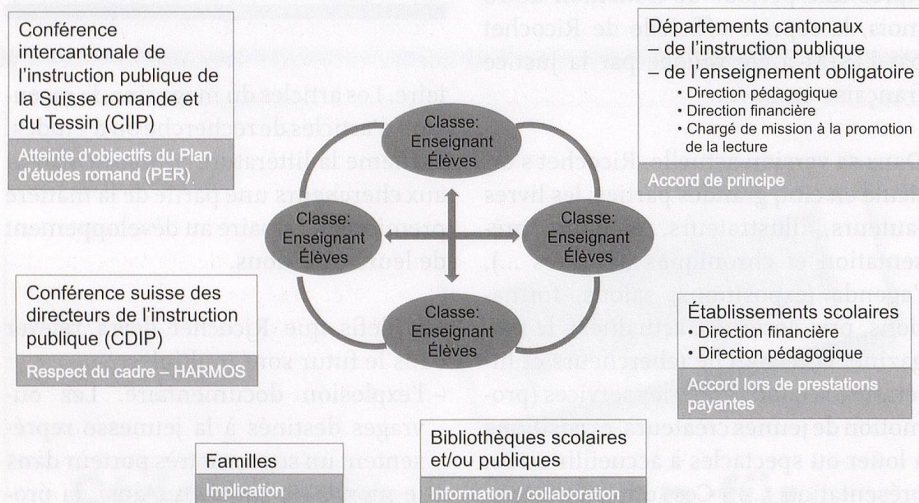 Conférence
intercantonale de
l'instruction publique de
la Suisse romande et
du Tessin (CIIP)
Atteinte d'objectifs du Plan
d'études romand (PER)
Départements cantonaux
– de l'instruction publique
– de l'enseignement obligatoire
• Direction pédagogique
• Direction financière
• Chargé de mission à la promotion
de la lecture
Accord de principe
Classe:
Enseignant
Élèves
Classe:
Enseignant
Élèves
Classe:
Enseignant
Élèves
Classe:
Enseignant
Élèves
Conférence suisse des
directeurs de l'instruction
publique (CDIP)
Respect du cadre – HARMOS
Établissements scolaires
• Direction financière
• Direction pédagogique
Accord lors de prestations
payantes
Familles
Implication
Bibliothèques scolaires
et/ou publiques
Information / collaboration